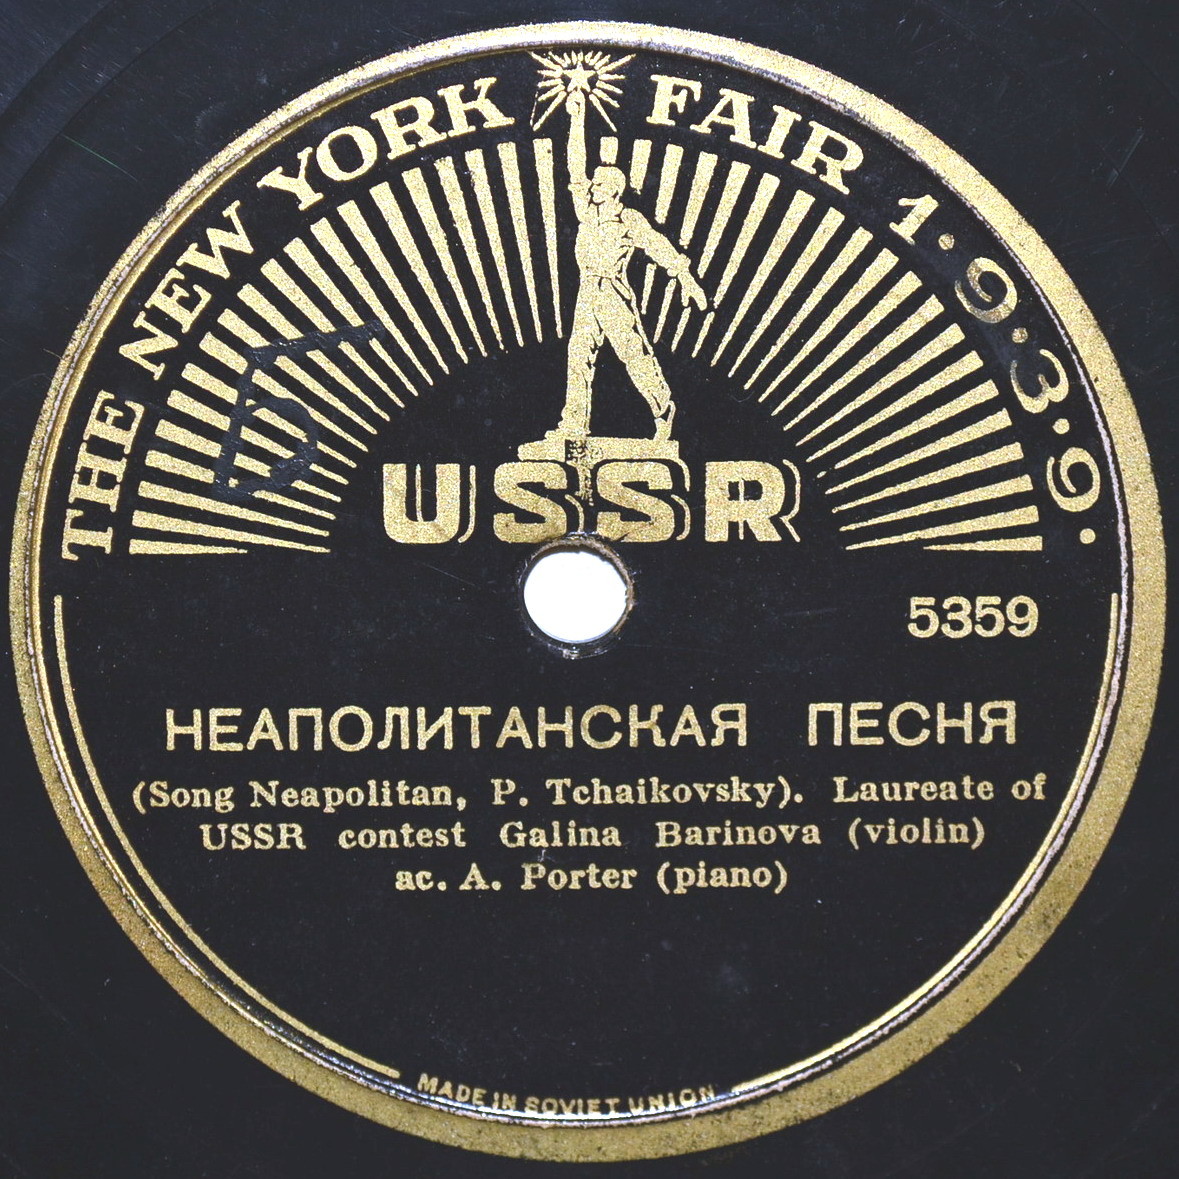 THE NEW YORK FAIR 1·9·3·9·
USSR
5359
НЕАПОЛИТАНСКАЯ ПЕСНЯ
(Song Neapolitan, P. Tchaikovsky). Laureate of
USSR contest Galina Barinova (violin)
ac. A. Porter (piano)
MADE IN SOVIET UNION